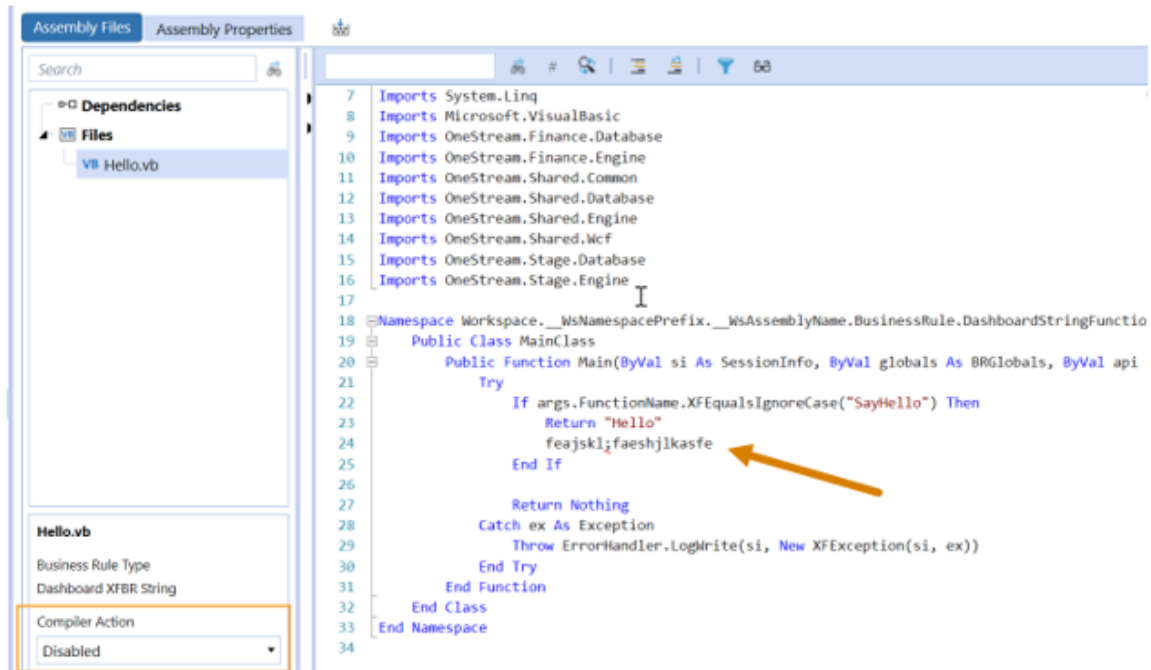 Assembly Files Assembly Properties
Search
Dependencies
Files
VB Hello.vb
Hello.vb
Business Rule Type
Dashboard XFBR String
Compiler Action
Disabled
#
7 Imports System.Linq
8 Imports Microsoft.VisualBasic
9 Imports OneStream.Finance.Database
10 Imports OneStream.Finance.Engine
11 Imports OneStream.Shared.Common
12 Imports OneStream.Shared.Database
13 Imports OneStream.Shared.Engine
14 Imports OneStream.Shared.Wcf
15 Imports OneStream.Stage.Database
16 Imports OneStream.Stage.Engine
17
18 Namespace Workspace.__WsNamespacePrefix.__WsAssemblyName.BusinessRule.DashboardStringFunctio
19 Public Class MainClass
20 Public Function Main(ByVal si As SessionInfo, ByVal globals As BRGlobals, ByVal api
21 Try
22 If args.FunctionName.XFEqualsIgnoreCase("SayHello") Then
23 Return "Hello"
24 feajskl;faeshjlkasfe
25 End If
26
27 Return Nothing
28 Catch ex As Exception
29 Throw ErrorHandler.LogWrite(si, New XFException(si, ex))
30 End Try
31 End Function
32 End Class
33 End Namespace
34